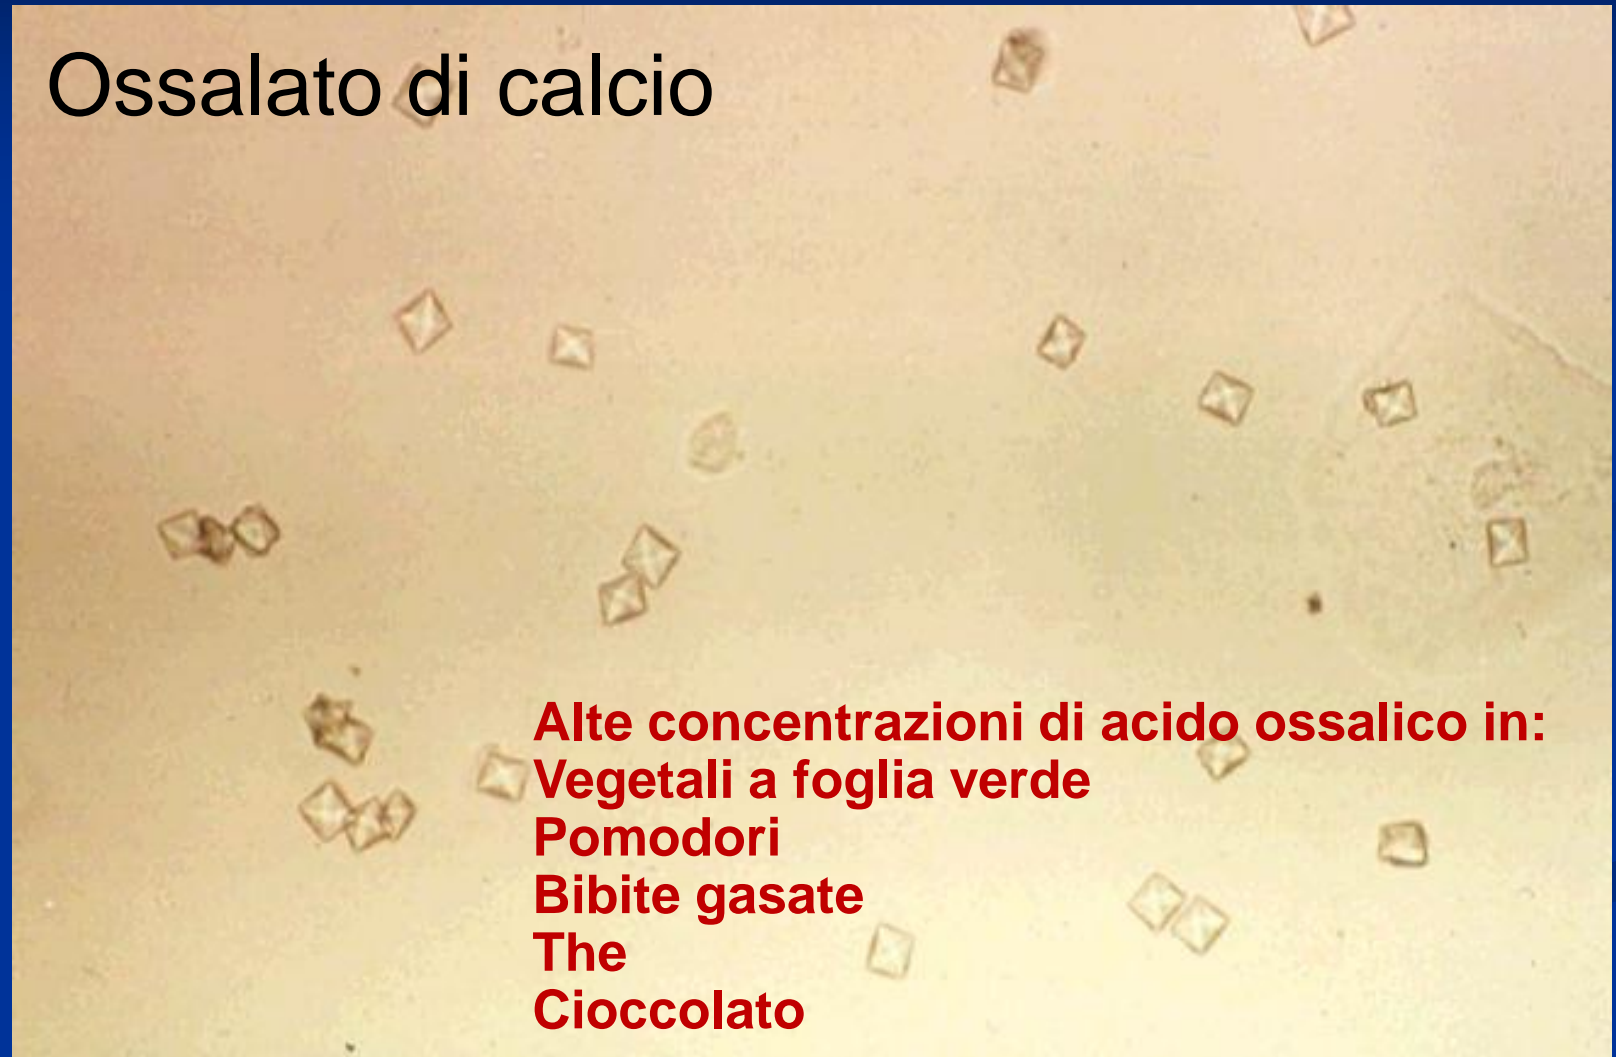 Ossalato di calcio
Alte concentrazioni di acido ossalico in:
Vegetali a foglia verde
Pomodori
Bibite gasate
The
Cioccolato